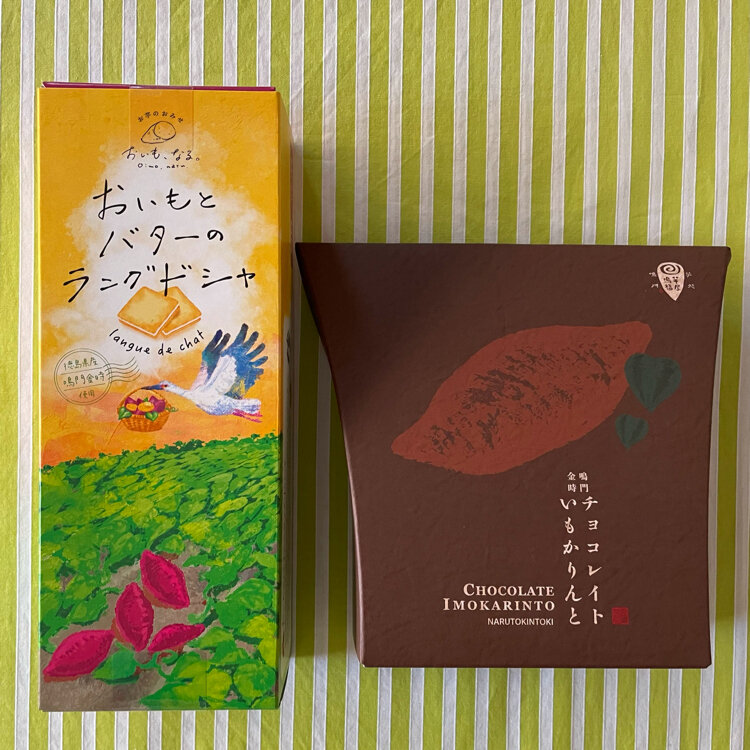 お芋のおみせ
おいも、なる。
Oimo, naru.
おいもと
バターの
ラングドシャ
langue de chat
徳島県産
鳴門金時
使用
鳴門
金時
チョコレイト
いもかりんと
CHOCOLATE
IMOKARINTO
NARUTOKINTOKI